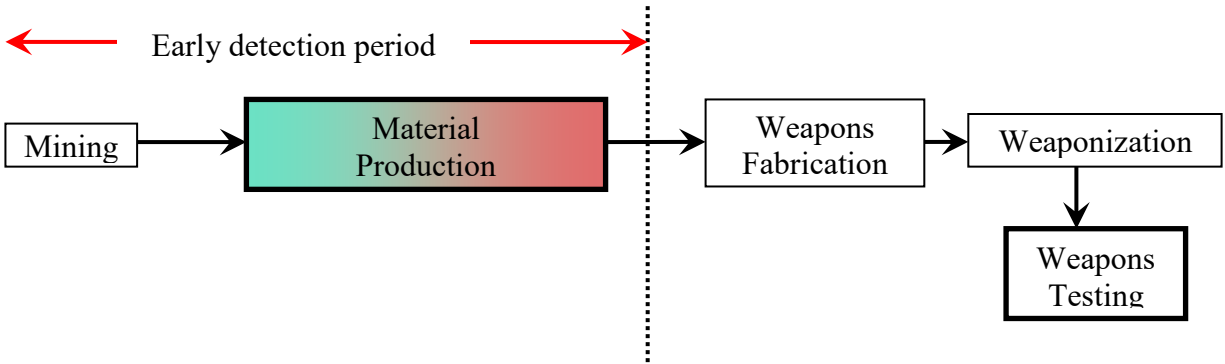 Early detection period
Mining
Material
Production
Weapons
Fabrication
Weaponization
Weapons
Testing